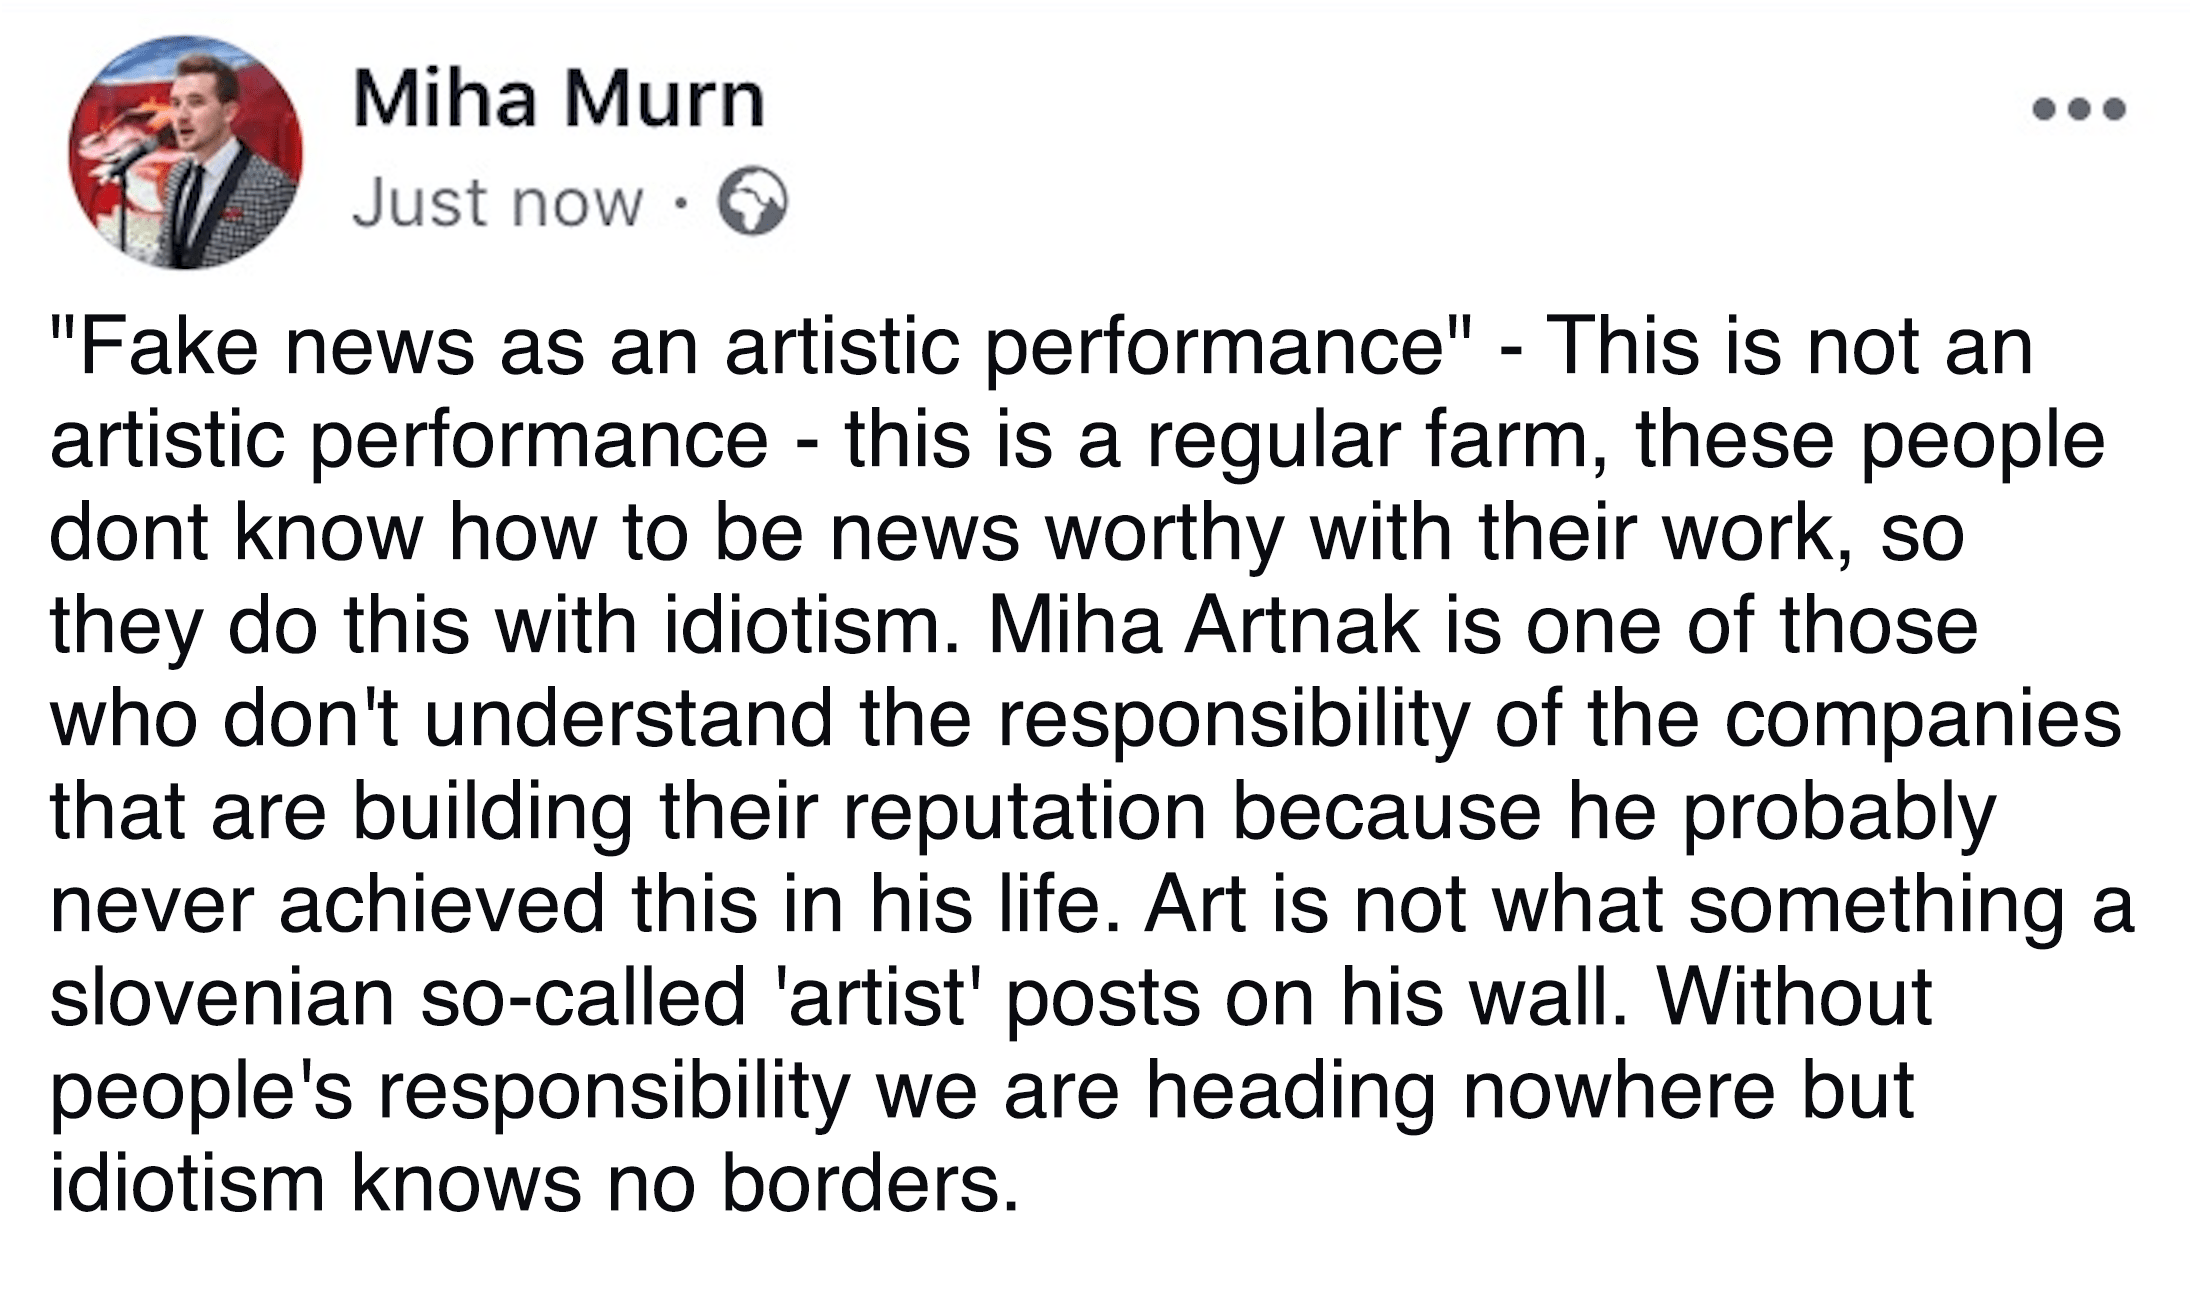 Miha Murn
Just now ·
"Fake news as an artistic performance" - This is not an
artistic performance - this is a regular farm, these people
dont know how to be news worthy with their work, so
they do this with idiotism. Miha Artnak is one of those
who don't understand the responsibility of the companies
that are building their reputation because he probably
never achieved this in his life. Art is not what something a
slovenian so-called 'artist' posts on his wall. Without
people's responsibility we are heading nowhere but
idiotism knows no borders.